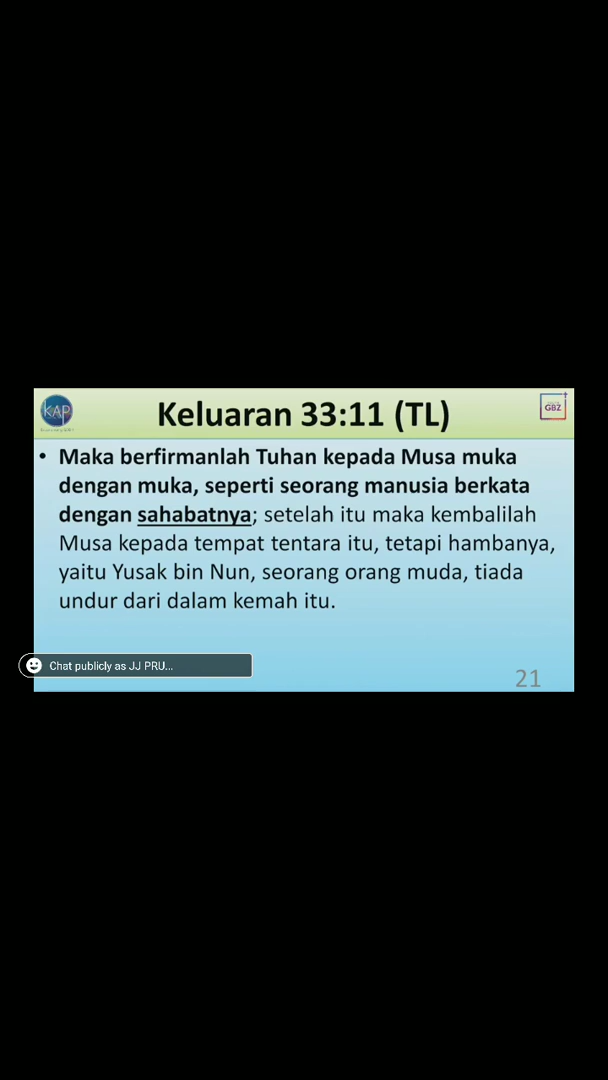 KAP
Keluaran 33:11 (TL)
GBZ
• Maka berfirmanlah Tuhan kepada Musa muka
dengan muka, seperti seorang manusia berkata
dengan sahabatnya; setelah itu maka kembalilah
Musa kepada tempat tentara itu, tetapi hambanya,
yaitu Yusak bin Nun, seorang orang muda, tiada
undur dari dalam kemah itu.
Chat publicly as JJ PRU...
21